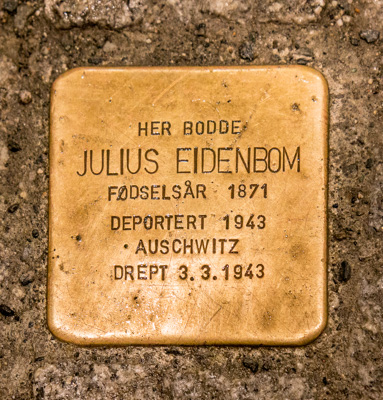 HER BODDE
JULIUS EIDENBOM
FØDSELSÅR 1871
DEPORTERT 1943
AUSCHWITZ
DREPT 3.3.1943